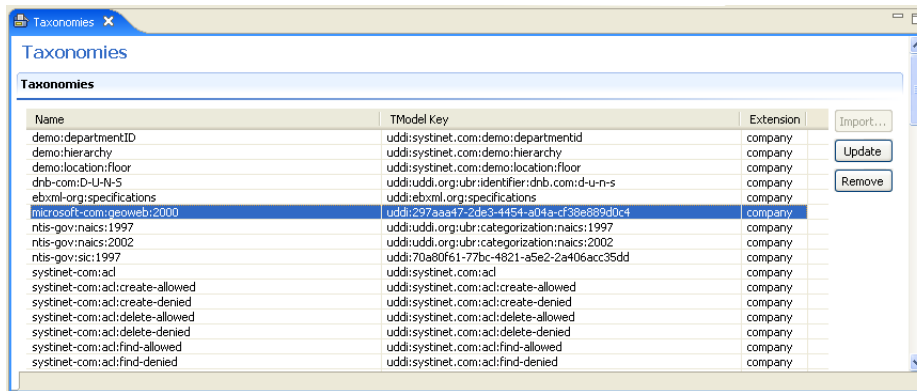 Taxonomies
Taxonomies
Taxonomies
Name TModel Key Extension
Import...
demo:departmentID uddi:systinet.com:demo:departmentid company
demo:hierarchy uddi:systinet.com:demo:hierarchy company
Update
demo:location:floor uddi:systinet.com:demo:location:floor company
dnb-com:D-U-N-S uddi:uddi.org:ubr:identifier:dnb.com:d-u-n-s company
Remove
ebxml-org:specifications uddi:ebxml.org:specifications company
microsoft-com:geoweb:2000 uddi:297aaa47-2de3-4454-a04a-cf38e889d0c4 company
ntis-gov:naics:1997 uddi:uddi.org:ubr:categorization:naics:1997 company
ntis-gov:naics:2002 uddi:uddi.org:ubr:categorization:naics:2002 company
ntis-gov:sic:1997 uddi:70a80f61-77bc-4821-a5e2-2a406acc35dd company
systinet-com:acl uddi:systinet.com:acl company
systinet-com:acl:create-allowed uddi:systinet.com:acl:create-allowed company
systinet-com:acl:create-denied uddi:systinet.com:acl:create-denied company
systinet-com:acl:delete-allowed uddi:systinet.com:acl:delete-allowed company
systinet-com:acl:delete-denied uddi:systinet.com:acl:delete-denied company
systinet-com:acl:find-allowed uddi:systinet.com:acl:find-allowed company
systinet-com:acl:find-denied uddi:systinet.com:acl:find-denied company